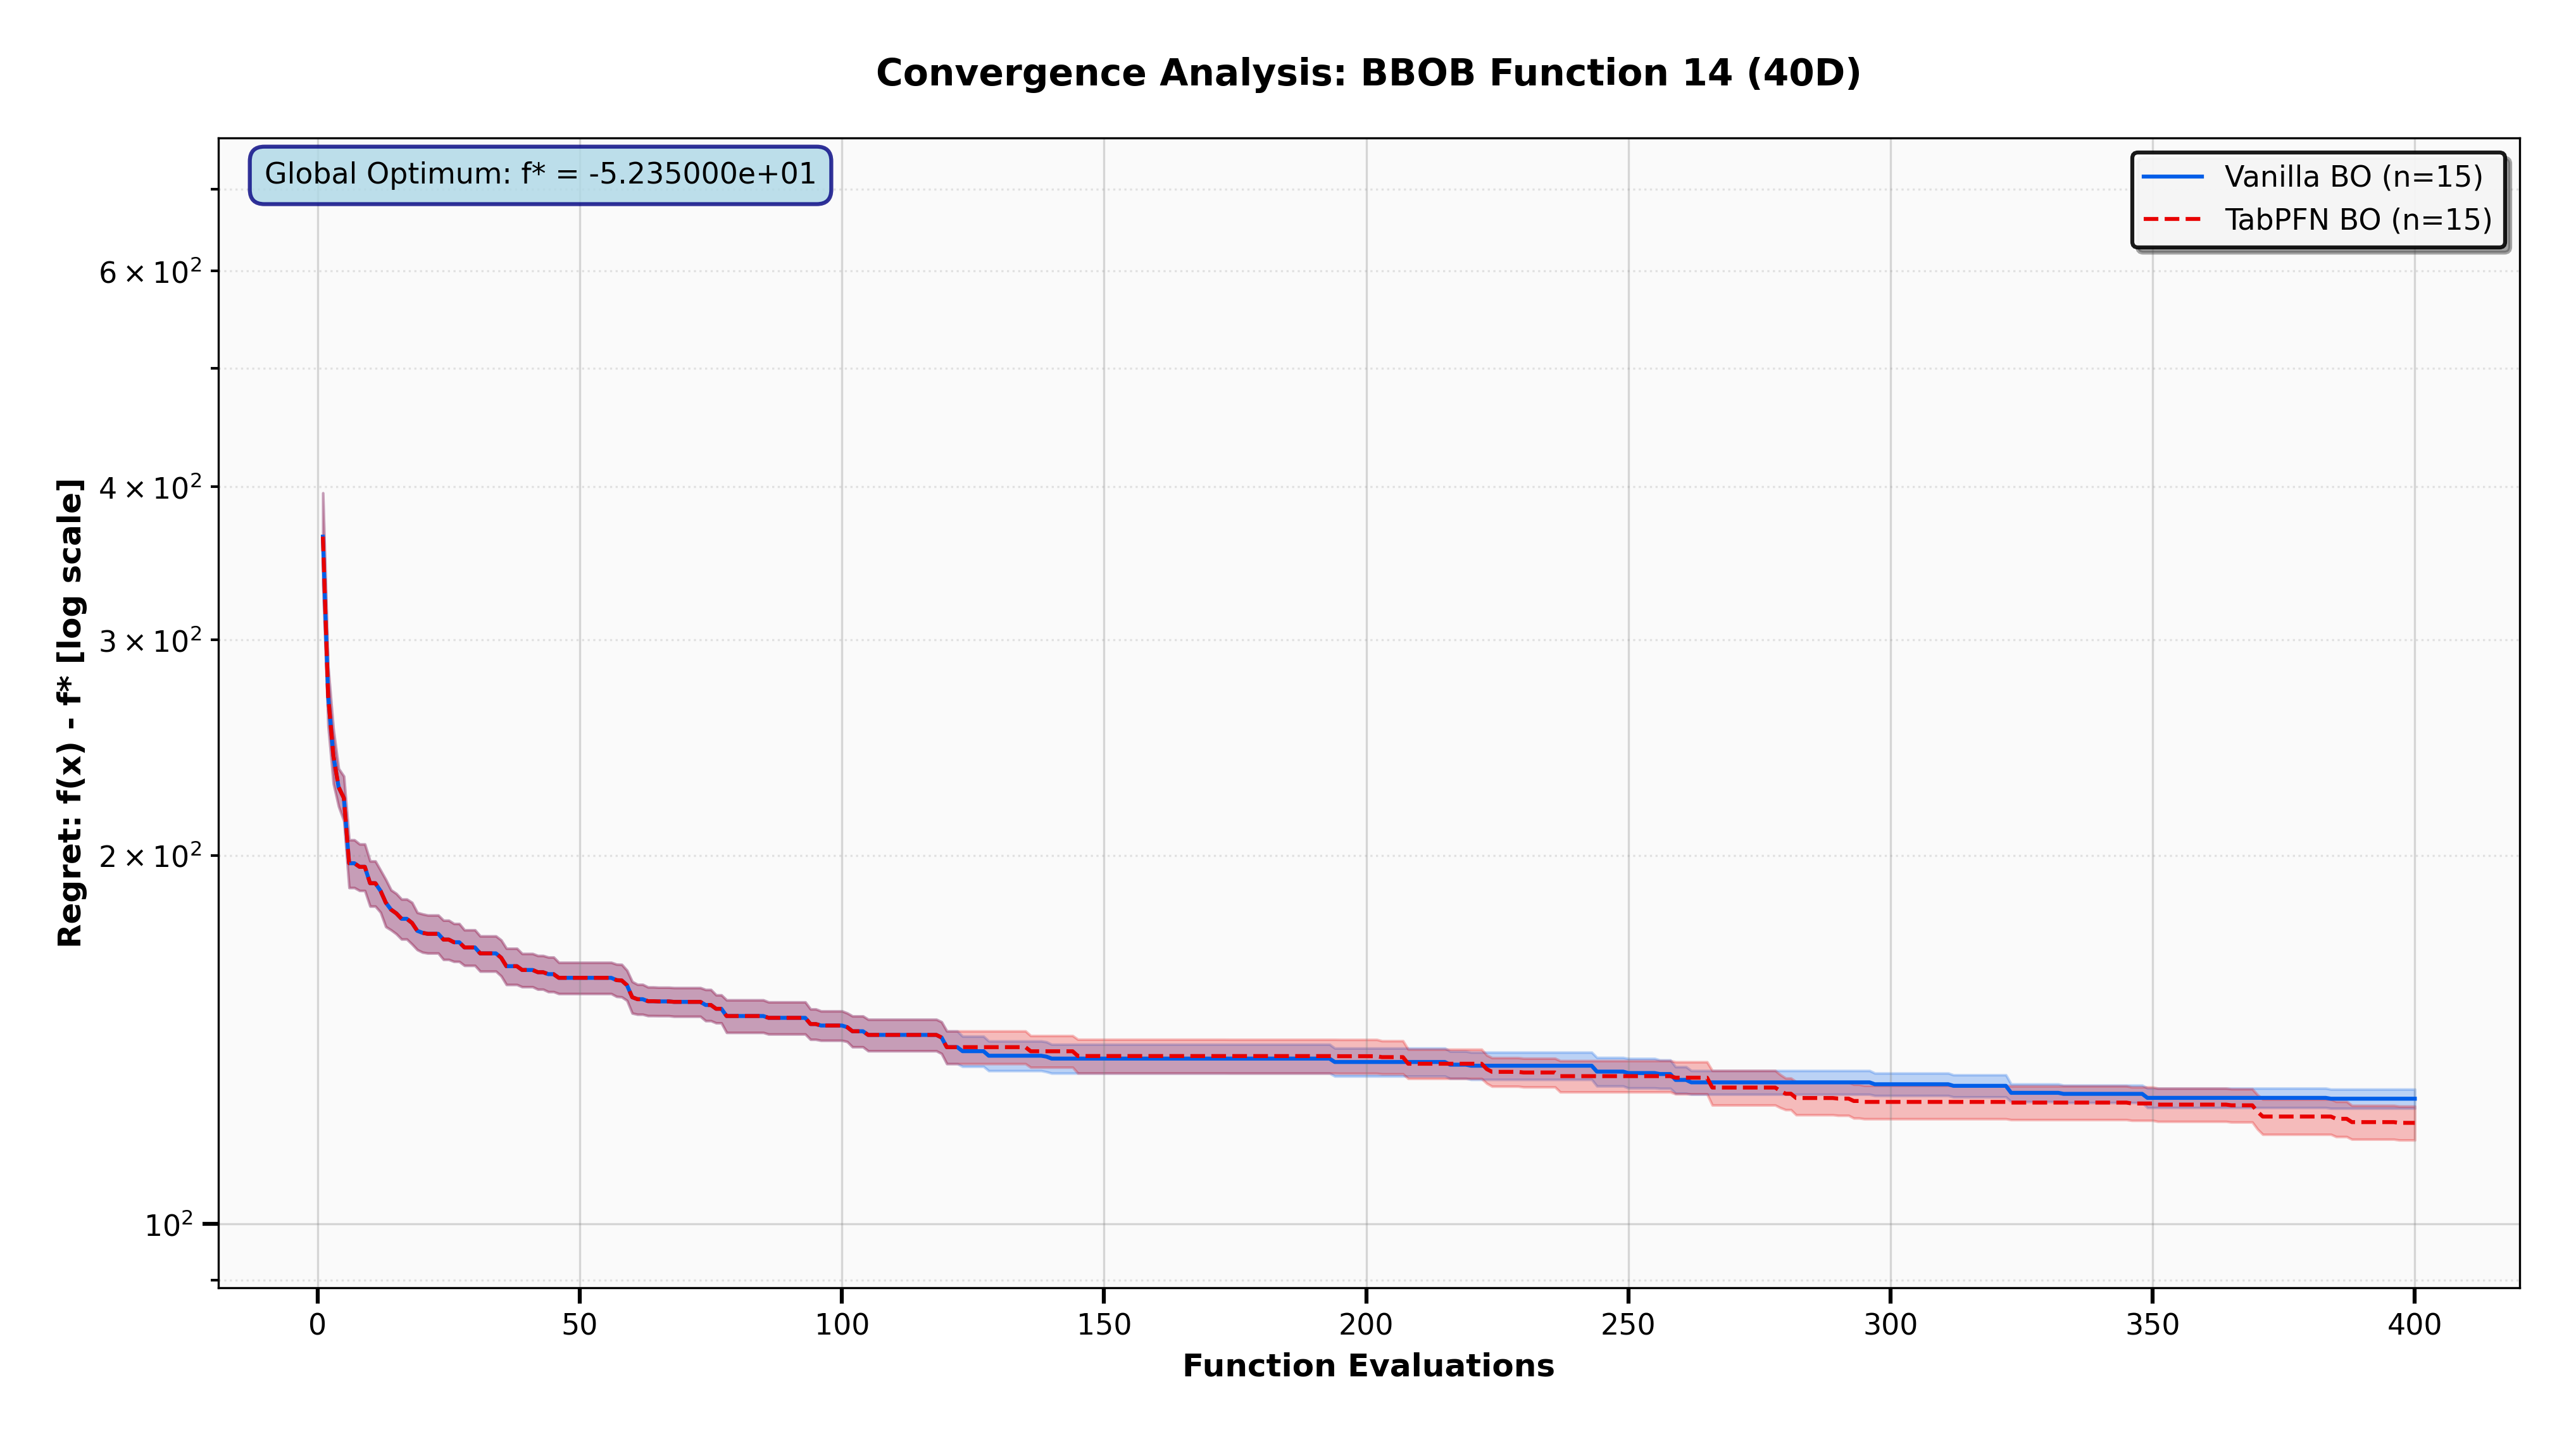 Convergence Analysis: BBOB Function 14 (40D)
Global Optimum: f* = -5.235000e+01
Vanilla BO (n=15)
TabPFN BO (n=15)
Regret: f(x) - f* [log scale]
6 × 10²
4 × 10²
3 × 10²
2 × 10²
10²
0 50 100 150 200 250 300 350 400
Function Evaluations